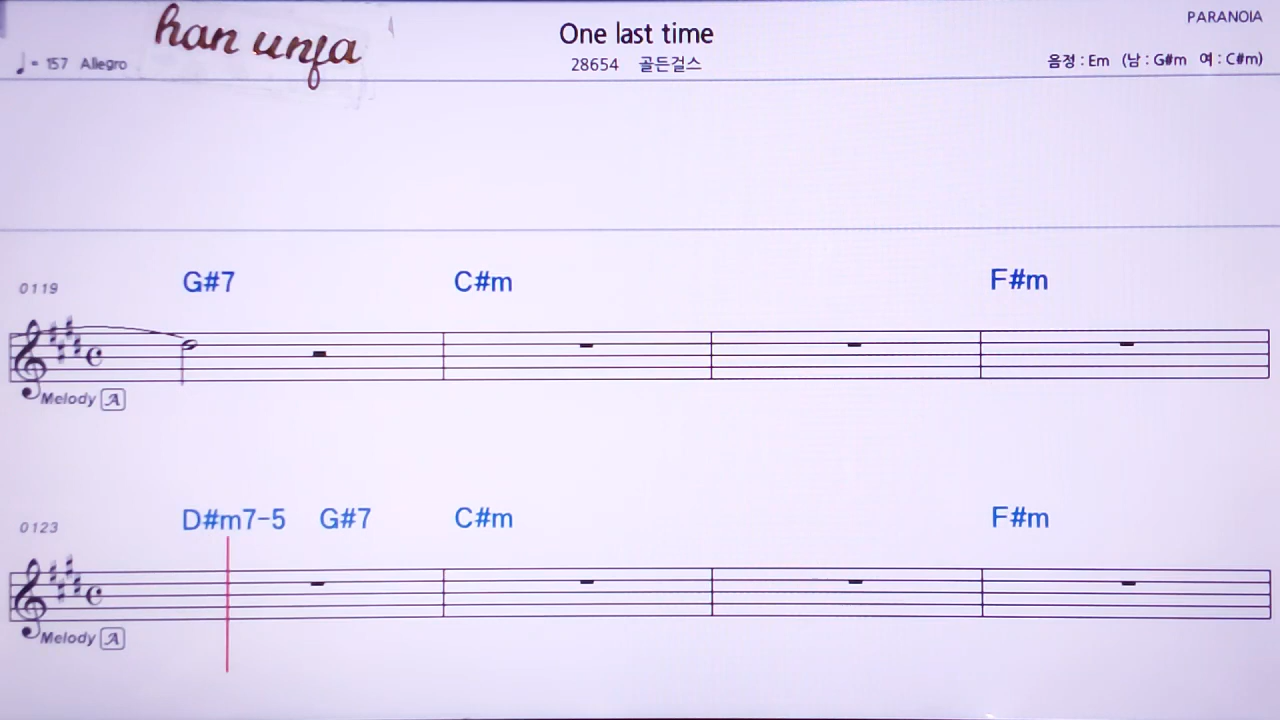 han unfa
One last time
PARANOIA
♩ = 157 Allegro
28654 골든걸스
음정 : Em (남 : G#m 여 : C#m)
0119
G#7 C#m F#m
Melody A
0123
D#m7-5 G#7 C#m F#m
Melody A